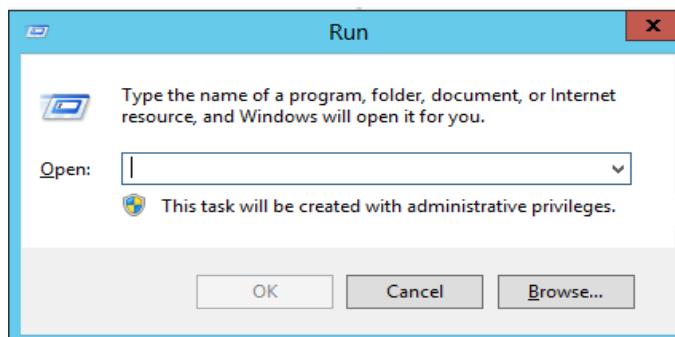 Run
x
Type the name of a program, folder, document, or Internet
resource, and Windows will open it for you.
Open:
This task will be created with administrative privileges.
OK
Cancel
Browse...